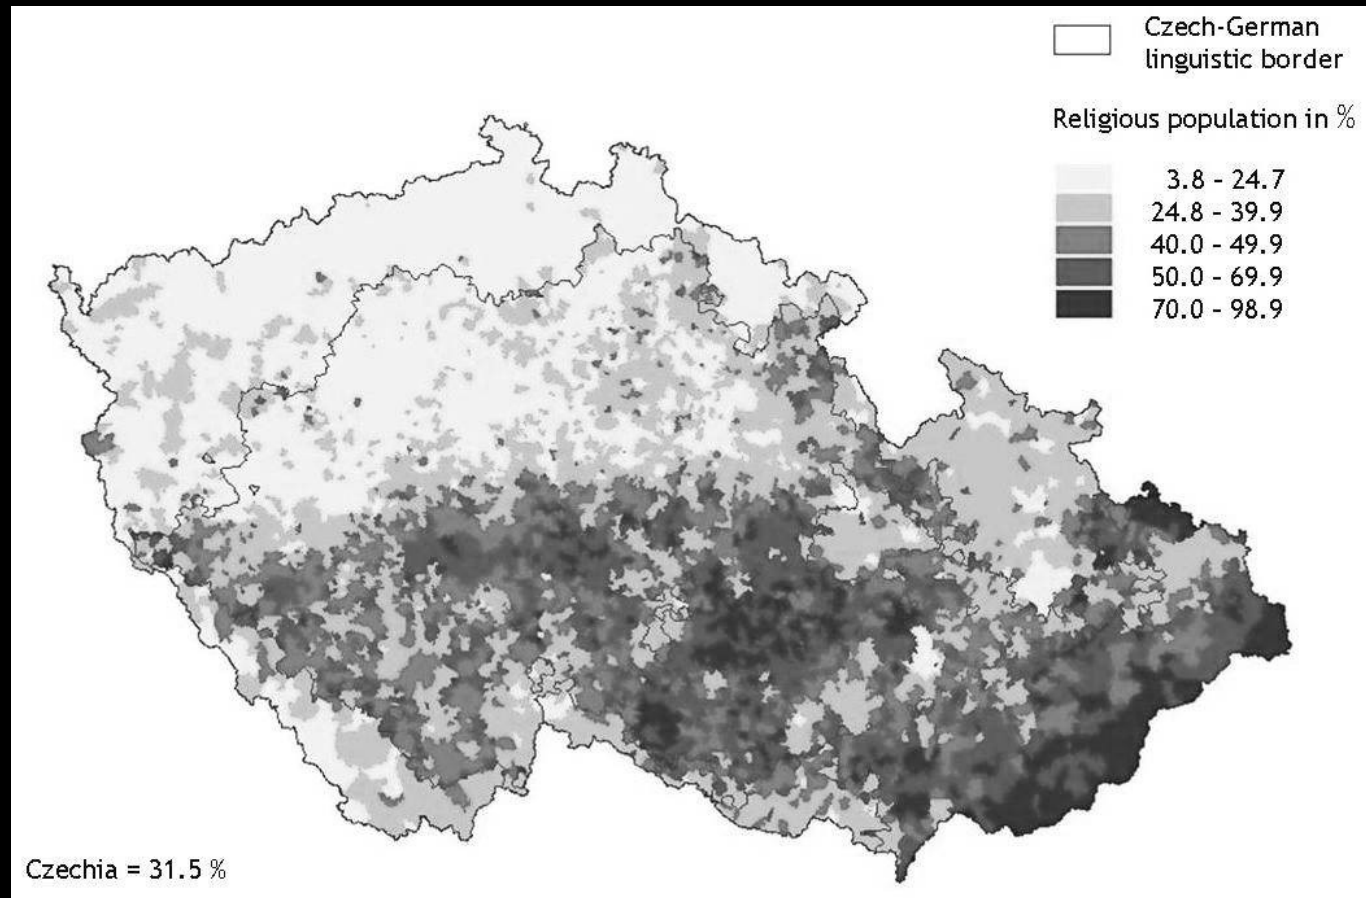 Czech-German
linguistic border
Religious population in %
3.8 - 24.7
24.8 - 39.9
40.0 - 49.9
50.0 - 69.9
70.0 - 98.9
Czechia = 31.5 %